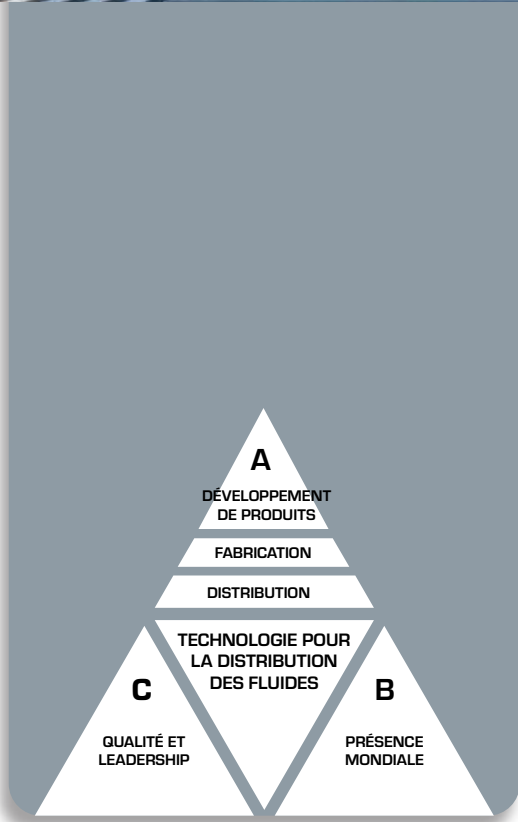 A
DÉVELOPPEMENT
DE PRODUITS
FABRICATION
DISTRIBUTION
TECHNOLOGIE POUR
LA DISTRIBUTION
DES FLUIDES
C
QUALITÉ ET
LEADERSHIP
B
PRÉSENCE
MONDIALE